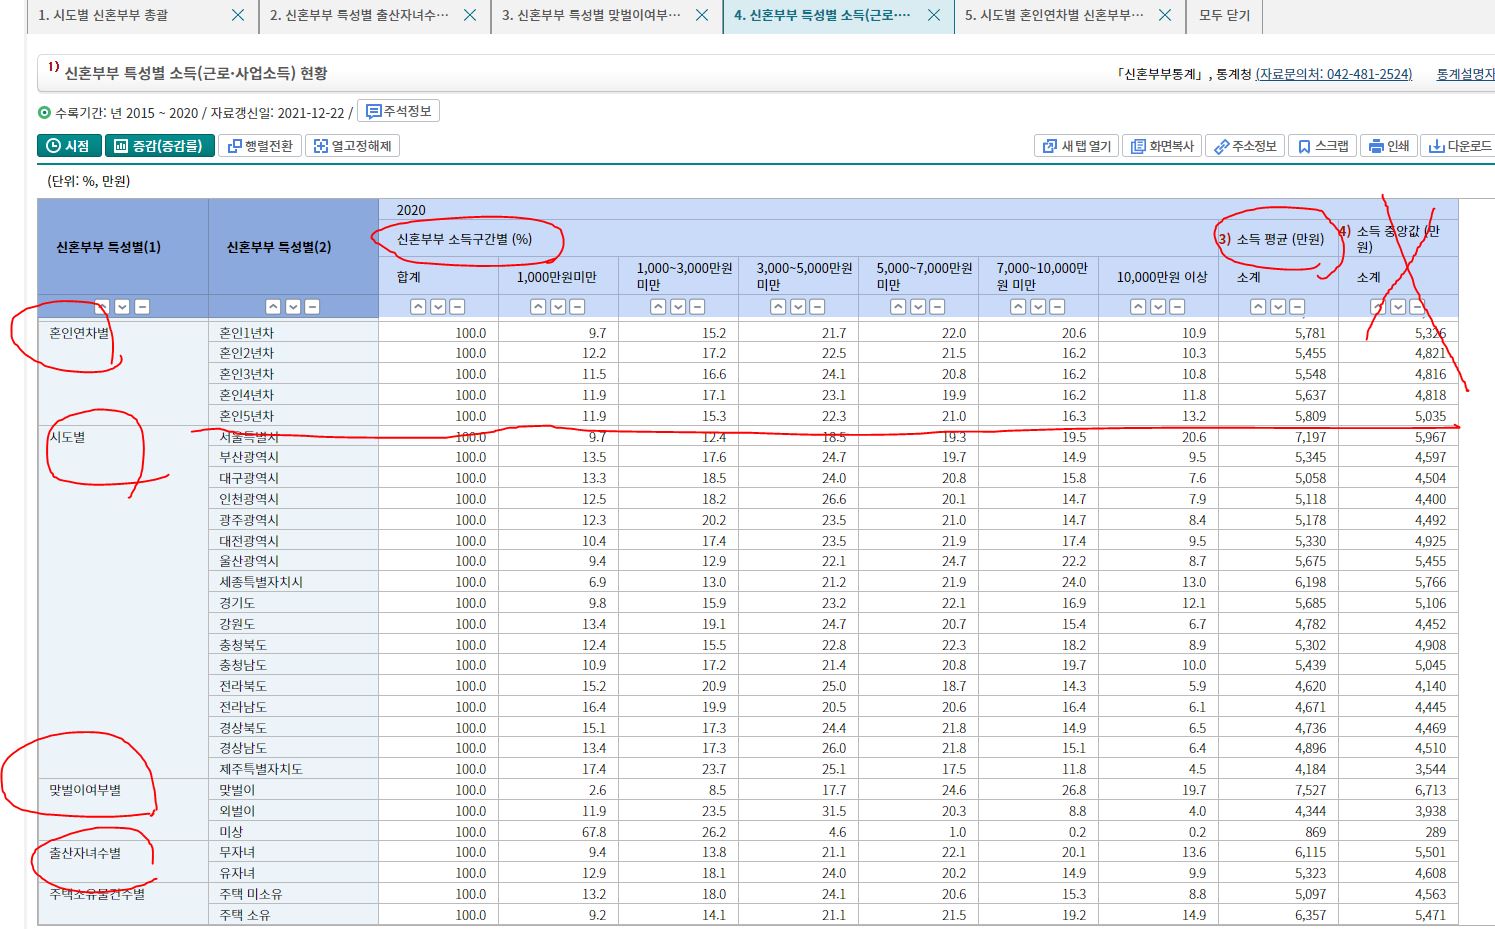 1. 시도별 신혼부부 총괄
2. 신혼부부 특성별 출산자녀수…
3. 신혼부부 특성별 맞벌이여부…
4. 신혼부부 특성별 소득(근로·…
5. 시도별 혼인연차별 신혼부부…
모두 닫기
1) 신혼부부 특성별 소득(근로·사업소득) 현황
「신혼부부통계」, 통계청 (자료문의처: 042-481-2524) 통계설명자
수록기간: 년 2015 ~ 2020 / 자료갱신일: 2021-12-22 / 주석정보
시점 증감(증감률) 행렬전환 열고정해제 새 탭 열기 화면복사 주소정보 스크랩 인쇄 다운로드
(단위: %, 만원)
신혼부부 특성별(1) 신혼부부 특성별(2) 2020
신혼부부 소득구간별 (%) 3) 소득 평균 (만원) 4) 소득 중앙값 (만원)
합계 1,000만원미만 1,000~3,000만원 미만 3,000~5,000만원 미만 5,000~7,000만원 미만 7,000~10,000만원 미만 10,000만원 이상 소계 소계
혼인연차별 혼인1년차 100.0 9.7 15.2 21.7 22.0 20.6 10.9 5,781 5,326
혼인2년차 100.0 12.2 17.2 22.5 21.5 16.2 10.3 5,455 4,821
혼인3년차 100.0 11.5 16.6 24.1 20.8 16.2 10.8 5,548 4,816
혼인4년차 100.0 11.9 17.1 23.1 19.9 16.2 11.8 5,637 4,818
혼인5년차 100.0 11.9 15.3 22.3 21.0 16.3 13.2 5,809 5,035
시도별 서울특별시 100.0 9.7 12.4 18.5 19.3 19.5 20.6 7,197 5,967
부산광역시 100.0 13.5 17.6 24.7 19.7 14.9 9.5 5,345 4,597
대구광역시 100.0 13.3 18.5 24.0 20.8 15.8 7.6 5,058 4,504
인천광역시 100.0 12.5 18.2 26.6 20.1 14.7 7.9 5,118 4,400
광주광역시 100.0 12.3 20.2 23.5 21.0 14.7 8.4 5,178 4,492
대전광역시 100.0 10.4 17.4 23.5 21.9 17.4 9.5 5,330 4,925
울산광역시 100.0 9.4 12.9 22.1 24.7 22.2 8.7 5,675 5,455
세종특별자치시 100.0 6.9 13.0 21.2 21.9 24.0 13.0 6,198 5,766
경기도 100.0 9.8 15.9 23.2 22.1 16.9 12.1 5,685 5,106
강원도 100.0 13.4 19.1 24.7 20.7 15.4 6.7 4,782 4,452
충청북도 100.0 12.4 15.5 22.8 22.3 18.2 8.9 5,302 4,908
충청남도 100.0 10.9 17.2 21.4 20.8 19.7 10.0 5,439 5,045
전라북도 100.0 15.2 20.9 25.0 18.7 14.3 5.9 4,620 4,140
전라남도 100.0 16.4 19.9 20.5 20.6 16.4 6.1 4,671 4,445
경상북도 100.0 15.1 17.3 24.4 21.8 14.9 6.5 4,736 4,469
경상남도 100.0 13.4 17.3 26.0 21.8 15.1 6.4 4,896 4,510
제주특별자치도 100.0 17.4 23.7 25.1 17.5 11.8 4.5 4,184 3,544
맞벌이여부별 맞벌이 100.0 2.6 8.5 17.7 24.6 26.8 19.7 7,527 6,713
외벌이 100.0 11.9 23.5 31.5 20.3 8.8 4.0 4,344 3,938
미상 100.0 67.8 26.2 4.6 1.0 0.2 0.2 869 289
출산자녀수별 무자녀 100.0 9.4 13.8 21.1 22.1 20.1 13.6 6,115 5,501
유자녀 100.0 12.9 18.1 24.0 20.2 14.9 9.9 5,323 4,608
주택소유물건수별 주택 미소유 100.0 13.2 18.0 24.1 20.6 15.3 8.8 5,097 4,563
주택 소유 100.0 9.2 14.1 21.1 21.5 19.2 14.9 6,357 5,471